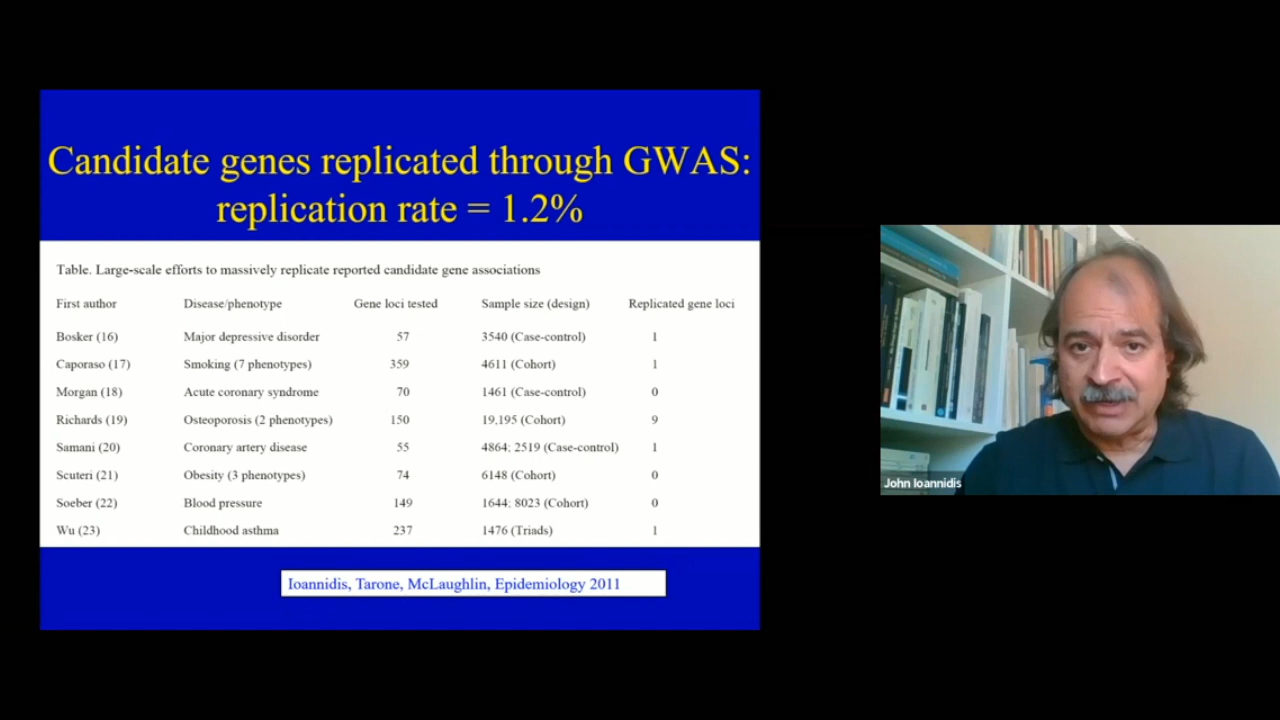 Candidate genes replicated through GWAS:
replication rate = 1.2%
Table. Large-scale efforts to massively replicate reported candidate gene associations
First author Disease/phenotype Gene loci tested Sample size (design) Replicated gene loci
Bosker (16) Major depressive disorder 57 3540 (Case-control) 1
Caporaso (17) Smoking (7 phenotypes) 359 4611 (Cohort) 1
Morgan (18) Acute coronary syndrome 70 1461 (Case-control) 0
Richards (19) Osteoporosis (2 phenotypes) 150 19,195 (Cohort) 9
Samani (20) Coronary artery disease 55 4864; 2519 (Case-control) 1
Scuteri (21) Obesity (3 phenotypes) 74 6148 (Cohort) 0
Soeber (22) Blood pressure 149 1644; 8023 (Cohort) 0
Wu (23) Childhood asthma 237 1476 (Triads) 1
Ioannidis, Tarone, McLaughlin, Epidemiology 2011
John Ioannidis